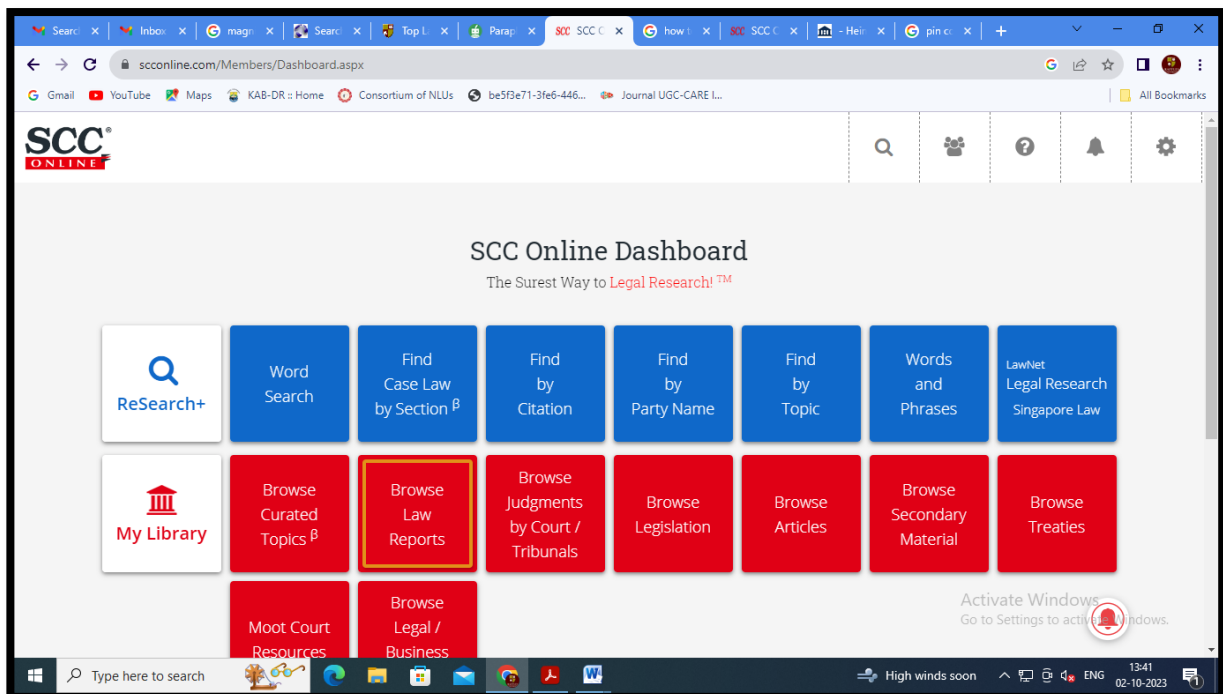 Searc
Inbox
magn
Searc
Top L
Parap
SCC SCC C
how t
SCC SCC C
- Hein
pin co
scconline.com/Members/Dashboard.aspx
Gmail
YouTube
Maps
KAB-DR :: Home
Consortium of NLUs
be5f3e71-3fe6-446...
Journal UGC-CARE l...
All Bookmarks
SCC®
ONLINE
SCC Online Dashboard
The Surest Way to Legal Research! TM
ReSearch+
Word
Search
Find
Case Law
by Section β
Find
by
Citation
Find
by
Party Name
Find
by
Topic
Words
and
Phrases
LawNet
Legal Research
Singapore Law
My Library
Browse
Curated
Topics β
Browse
Law
Reports
Browse
Judgments
by Court /
Tribunals
Browse
Legislation
Browse
Articles
Browse
Secondary
Material
Browse
Treaties
Moot Court
Resources
Browse
Legal /
Business
Activate Windows
Go to Settings to activate Windows.
Type here to search
High winds soon
ENG
13:41
02-10-2023
1